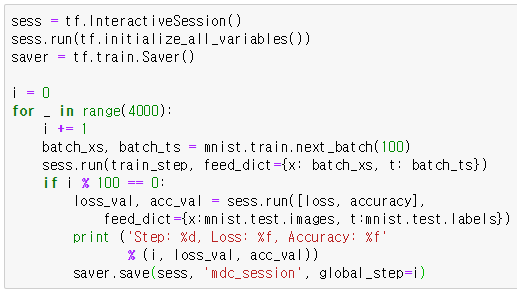 sess = tf.InteractiveSession()
sess.run(tf.initialize_all_variables())
saver = tf.train.Saver()

i = 0
for _ in range(4000):
    i += 1
    batch_xs, batch_ts = mnist.train.next_batch(100)
    sess.run(train_step, feed_dict={x: batch_xs, t: batch_ts})
    if i % 100 == 0:
        loss_val, acc_val = sess.run([loss, accuracy],
            feed_dict={x:mnist.test.images, t:mnist.test.labels})
        print ('Step: %d, Loss: %f, Accuracy: %f'
               % (i, loss_val, acc_val))
        saver.save(sess, 'mdc_session', global_step=i)